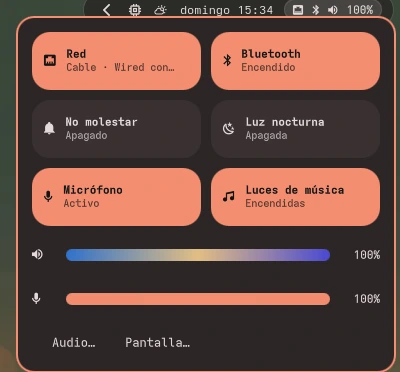 domingo 15:34 100%
Red
Cable · Wired con…
Bluetooth
Encendido
No molestar
Apagado
Luz nocturna
Apagada
Micrófono
Activo
Luces de música
Encendidas
100%
100%
Audio… Pantalla…